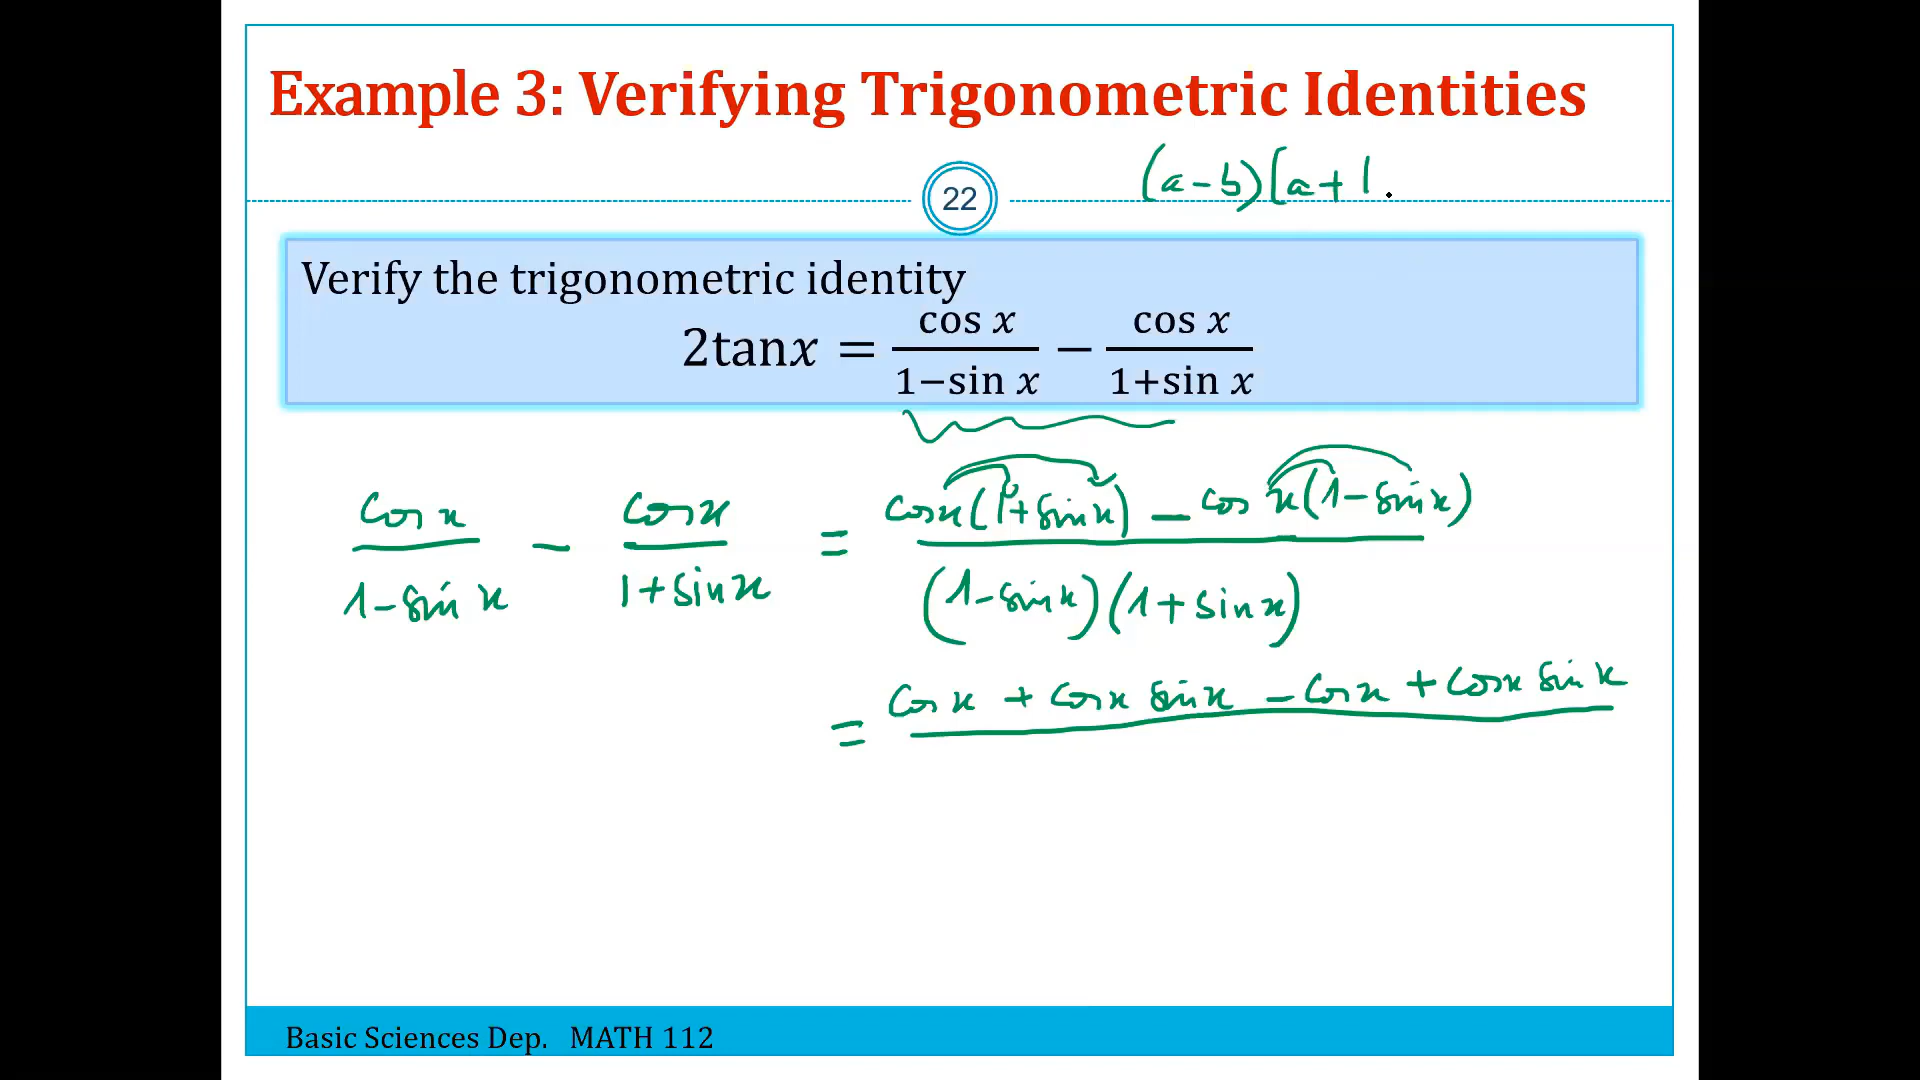 Example 3: Verifying Trigonometric Identities
(a-b)(a+
22
Verify the trigonometric identity
2tanx = cos x / 1−sin x − cos x / 1+sin x
cos x / 1-sin x - cos x / 1+sin x = cos x(1+sin x) - cos x(1-sin x) / (1-sin x)(1+sin x)
= cos x + cos x sin x - cos x + cos x sin x
Basic Sciences Dep. MATH 112